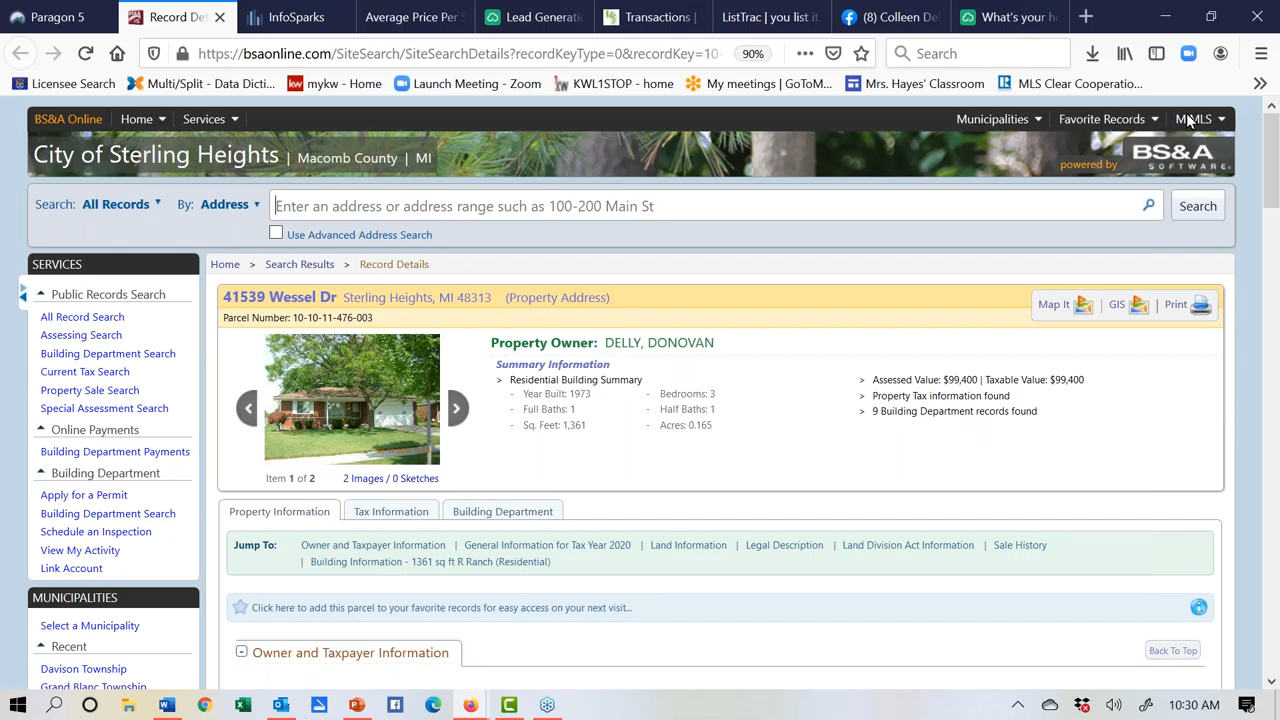 Paragon 5
Record De
InfoSparks
Average Price Per S
Lead Generati
Transactions |
ListTrac | you list it.
(8) Colleen De
What's your ho
https://bsaonline.com/SiteSearch/SiteSearchDetails?recordKeyType=0&recordKey=10-
90%
Search
Licensee Search
Multi/Split - Data Dicti...
mykw - Home
Launch Meeting - Zoom
KWL1STOP - home
My meetings | GoToM...
Mrs. Hayes' Classroom
MLS Clear Cooperatio...
BS&A Online
Home
Services
Municipalities
Favorite Records
City of Sterling Heights | Macomb County | MI
powered by BS&A SOFTWARE.
Search: All Records By: Address
Enter an address or address range such as 100-200 Main St
Search
Use Advanced Address Search
SERVICES
Public Records Search
All Record Search
Assessing Search
Building Department Search
Current Tax Search
Property Sale Search
Special Assessment Search
Online Payments
Building Department Payments
Building Department
Apply for a Permit
Building Department Search
Schedule an Inspection
View My Activity
Link Account
MUNICIPALITIES
Select a Municipality
Recent
Davison Township
Grand Blanc Township
Home > Search Results > Record Details
41539 Wessel Dr Sterling Heights, MI 48313 (Property Address)
Parcel Number: 10-10-11-476-003
Map It | GIS | Print
Item 1 of 2 2 Images / 0 Sketches
Property Owner: DELLY, DONOVAN
Summary Information
> Residential Building Summary
- Year Built: 1973 - Bedrooms: 3
- Full Baths: 1 - Half Baths: 1
- Sq. Feet: 1,361 - Acres: 0.165
> Assessed Value: $99,400 | Taxable Value: $99,400
> Property Tax information found
> 9 Building Department records found
Property Information
Tax Information
Building Department
Jump To: Owner and Taxpayer Information | General Information for Tax Year 2020 | Land Information | Legal Description | Land Division Act Information | Sale History
| Building Information - 1361 sq ft R Ranch (Residential)
Click here to add this parcel to your favorite records for easy access on your next visit...
Owner and Taxpayer Information
Back To Top
10:30 AM